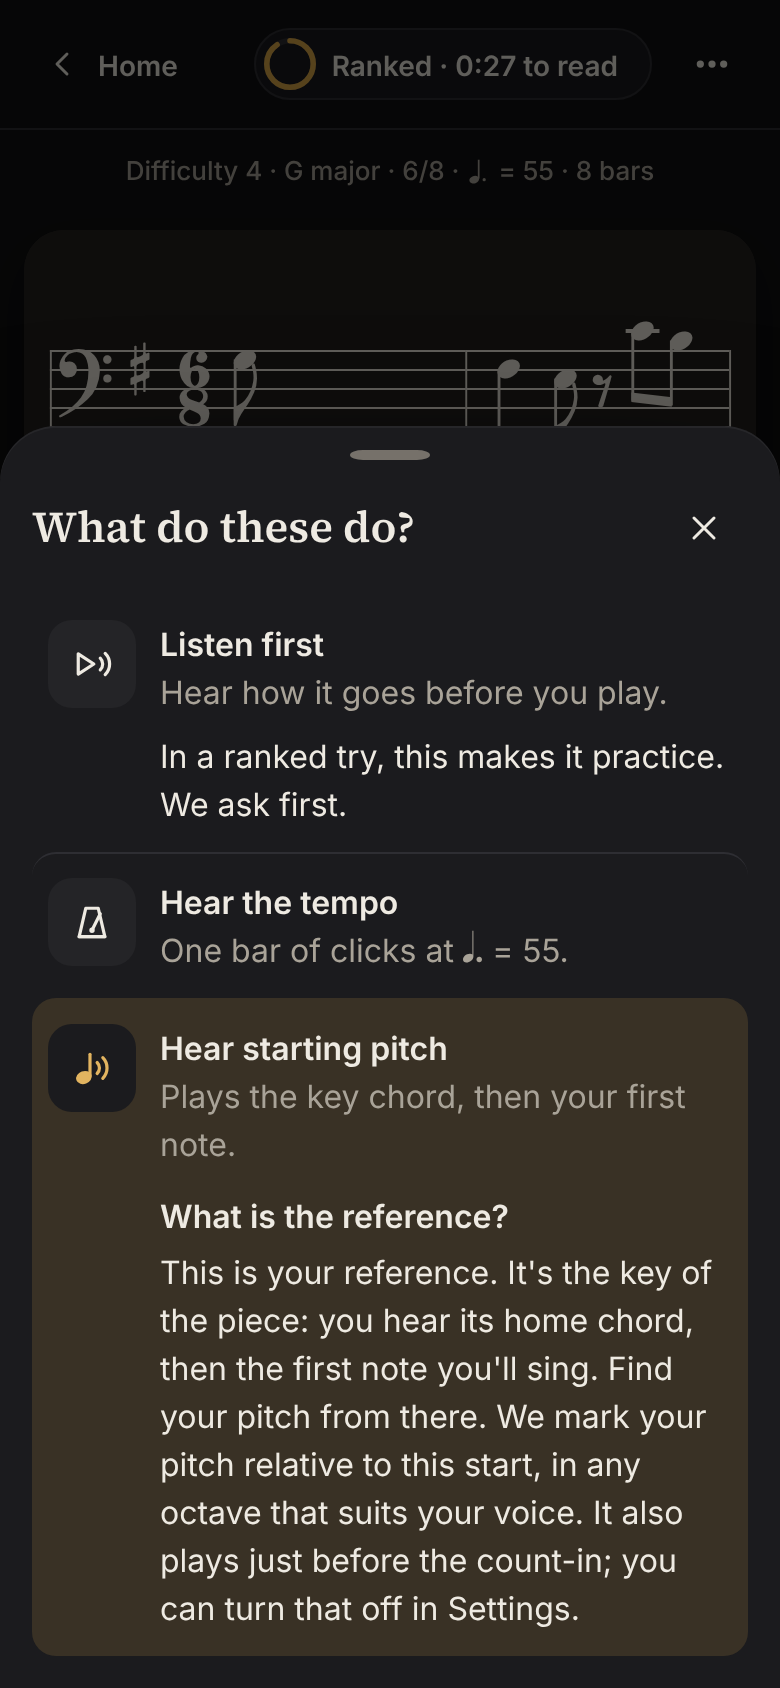 Home
Ranked · 0:27 to read
Difficulty 4 · G major · 6/8 · 𝅘𝅥. = 55 · 8 bars
6
8
What do these do?
Listen first
Hear how it goes before you play.
In a ranked try, this makes it practice.
We ask first.
Hear the tempo
One bar of clicks at 𝅘𝅥. = 55.
Hear starting pitch
Plays the key chord, then your first
note.
What is the reference?
This is your reference. It's the key of
the piece: you hear its home chord,
then the first note you'll sing. Find
your pitch from there. We mark your
pitch relative to this start, in any
octave that suits your voice. It also
plays just before the count-in; you
can turn that off in Settings.